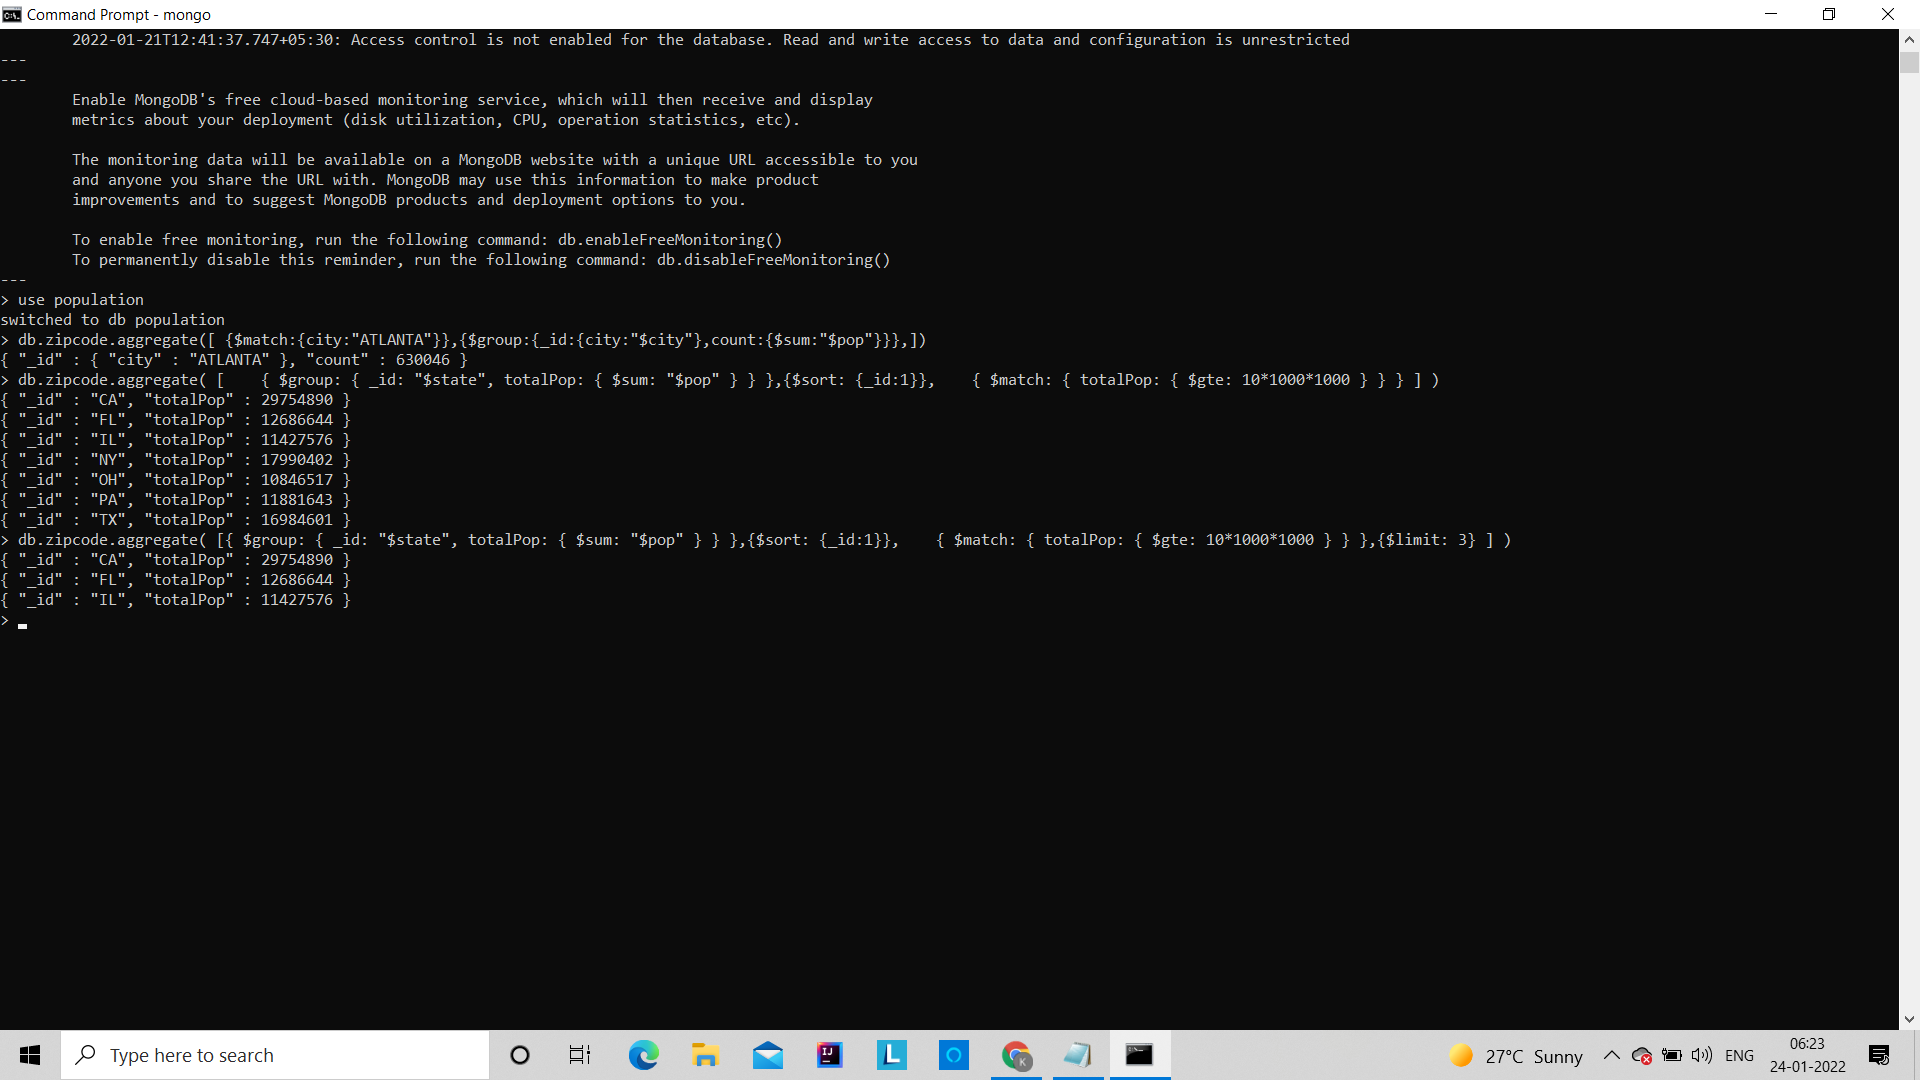 Command Prompt - mongo
2022-01-21T12:41:37.747+05:30: Access control is not enabled for the database. Read and write access to data and configuration is unrestricted
---
---
Enable MongoDB's free cloud-based monitoring service, which will then receive and display
metrics about your deployment (disk utilization, CPU, operation statistics, etc).
The monitoring data will be available on a MongoDB website with a unique URL accessible to you
and anyone you share the URL with. MongoDB may use this information to make product
improvements and to suggest MongoDB products and deployment options to you.
To enable free monitoring, run the following command: db.enableFreeMonitoring()
To permanently disable this reminder, run the following command: db.disableFreeMonitoring()
---
> use population
switched to db population
> db.zipcode.aggregate([ {$match:{city:"ATLANTA"}},{$group:{_id:{city:"$city"},count:{$sum:"$pop"}}},])
{ "_id" : { "city" : "ATLANTA" }, "count" : 630046 }
> db.zipcode.aggregate( [    { $group: { _id: "$state", totalPop: { $sum: "$pop" } } },{$sort: {_id:1}},    { $match: { totalPop: { $gte: 10*1000*1000 } } } ] )
{ "_id" : "CA", "totalPop" : 29754890 }
{ "_id" : "FL", "totalPop" : 12686644 }
{ "_id" : "IL", "totalPop" : 11427576 }
{ "_id" : "NY", "totalPop" : 17990402 }
{ "_id" : "OH", "totalPop" : 10846517 }
{ "_id" : "PA", "totalPop" : 11881643 }
{ "_id" : "TX", "totalPop" : 16984601 }
> db.zipcode.aggregate( [{ $group: { _id: "$state", totalPop: { $sum: "$pop" } } },{$sort: {_id:1}},    { $match: { totalPop: { $gte: 10*1000*1000 } } },{$limit: 3} ] )
{ "_id" : "CA", "totalPop" : 29754890 }
{ "_id" : "FL", "totalPop" : 12686644 }
{ "_id" : "IL", "totalPop" : 11427576 }
>
Type here to search
IJ
L
K
27°C Sunny
ENG
06:23
24-01-2022